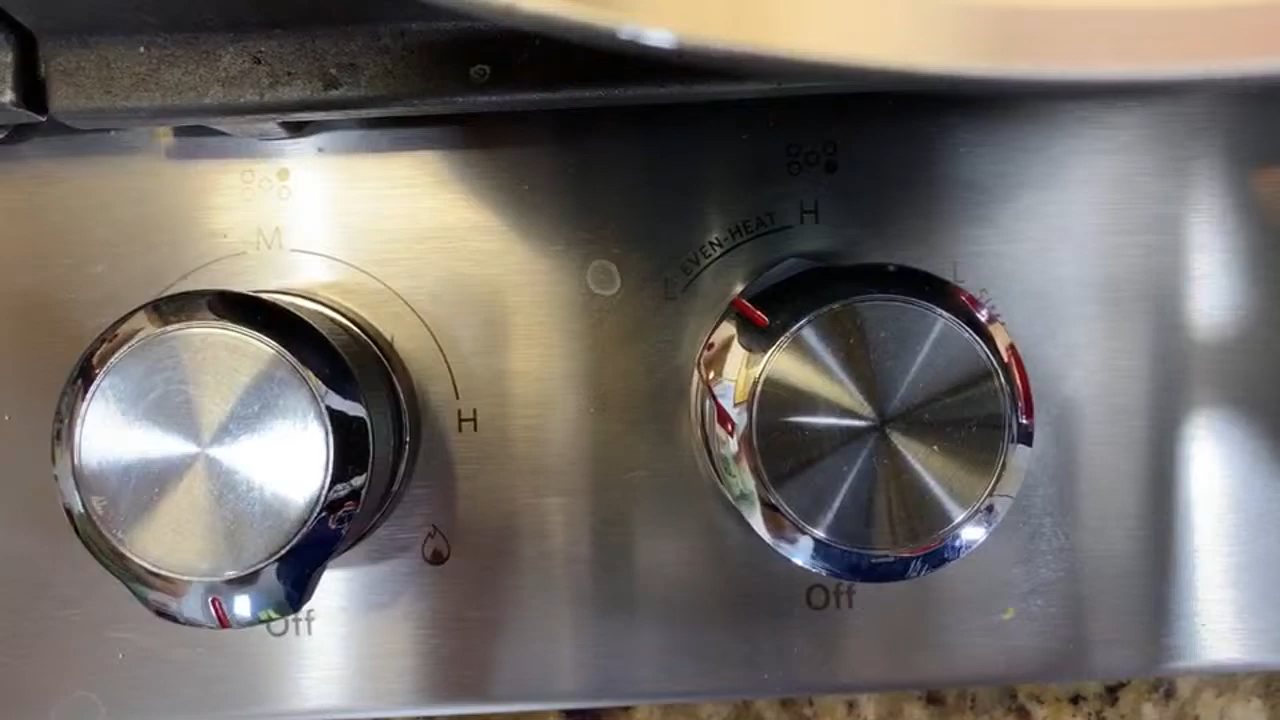 M
H
Off
L EVEN-HEAT H
L
Off